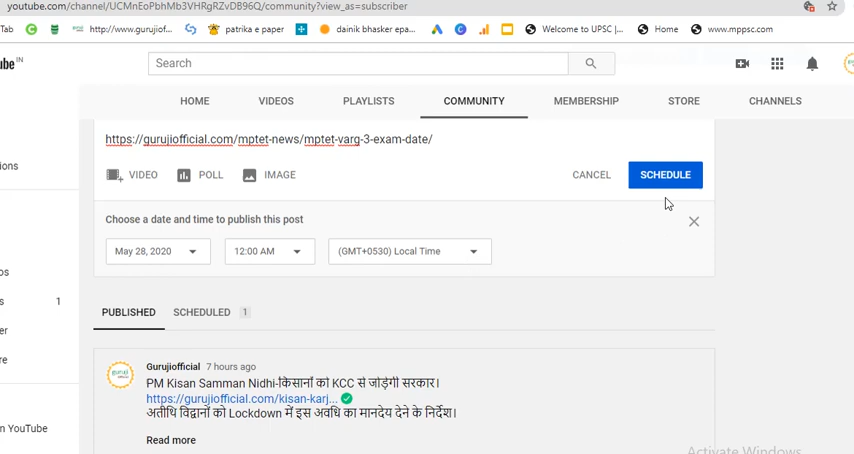 youtube.com/channel/UCMnEoPbhMb3VHRgRZvDB96Q/community?view_as=subscriber
Tab http://www.gurujiof... patrika e paper dainik bhasker epa... Welcome to UPSC |... Home www.mppsc.com
ube IN Search
HOME VIDEOS PLAYLISTS COMMUNITY MEMBERSHIP STORE CHANNELS
https://gurujiofficial.com/mptet-news/mptet-varg-3-exam-date/
VIDEO POLL IMAGE CANCEL SCHEDULE
Choose a date and time to publish this post
May 28, 2020 12:00 AM (GMT+0530) Local Time
1
PUBLISHED SCHEDULED 1
Gurujiofficial 7 hours ago
PM Kisan Samman Nidhi-किसानों को KCC से जोड़ेगी सरकार।
https://gurujiofficial.com/kisan-karj...
अतीथि विद्वानों को Lockdown में इस अवधि का मानदेय देने के निर्देश।
n YouTube
Read more
Activate Windows